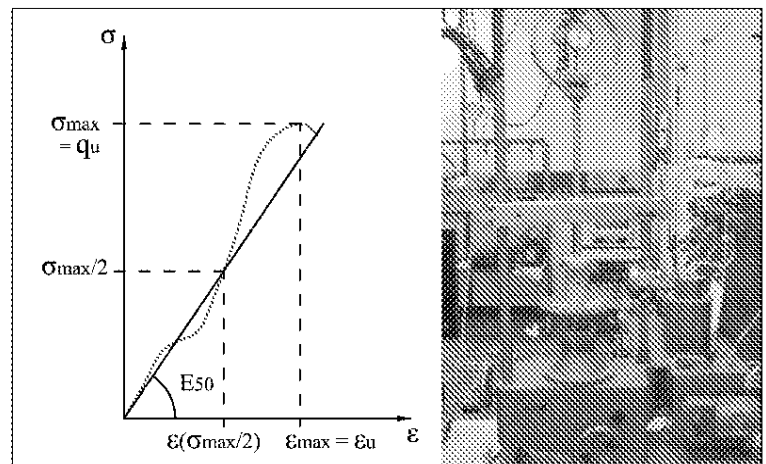 σ
σmax
= qu
σmax/2
E50
ε(σmax/2) εmax = εu ε